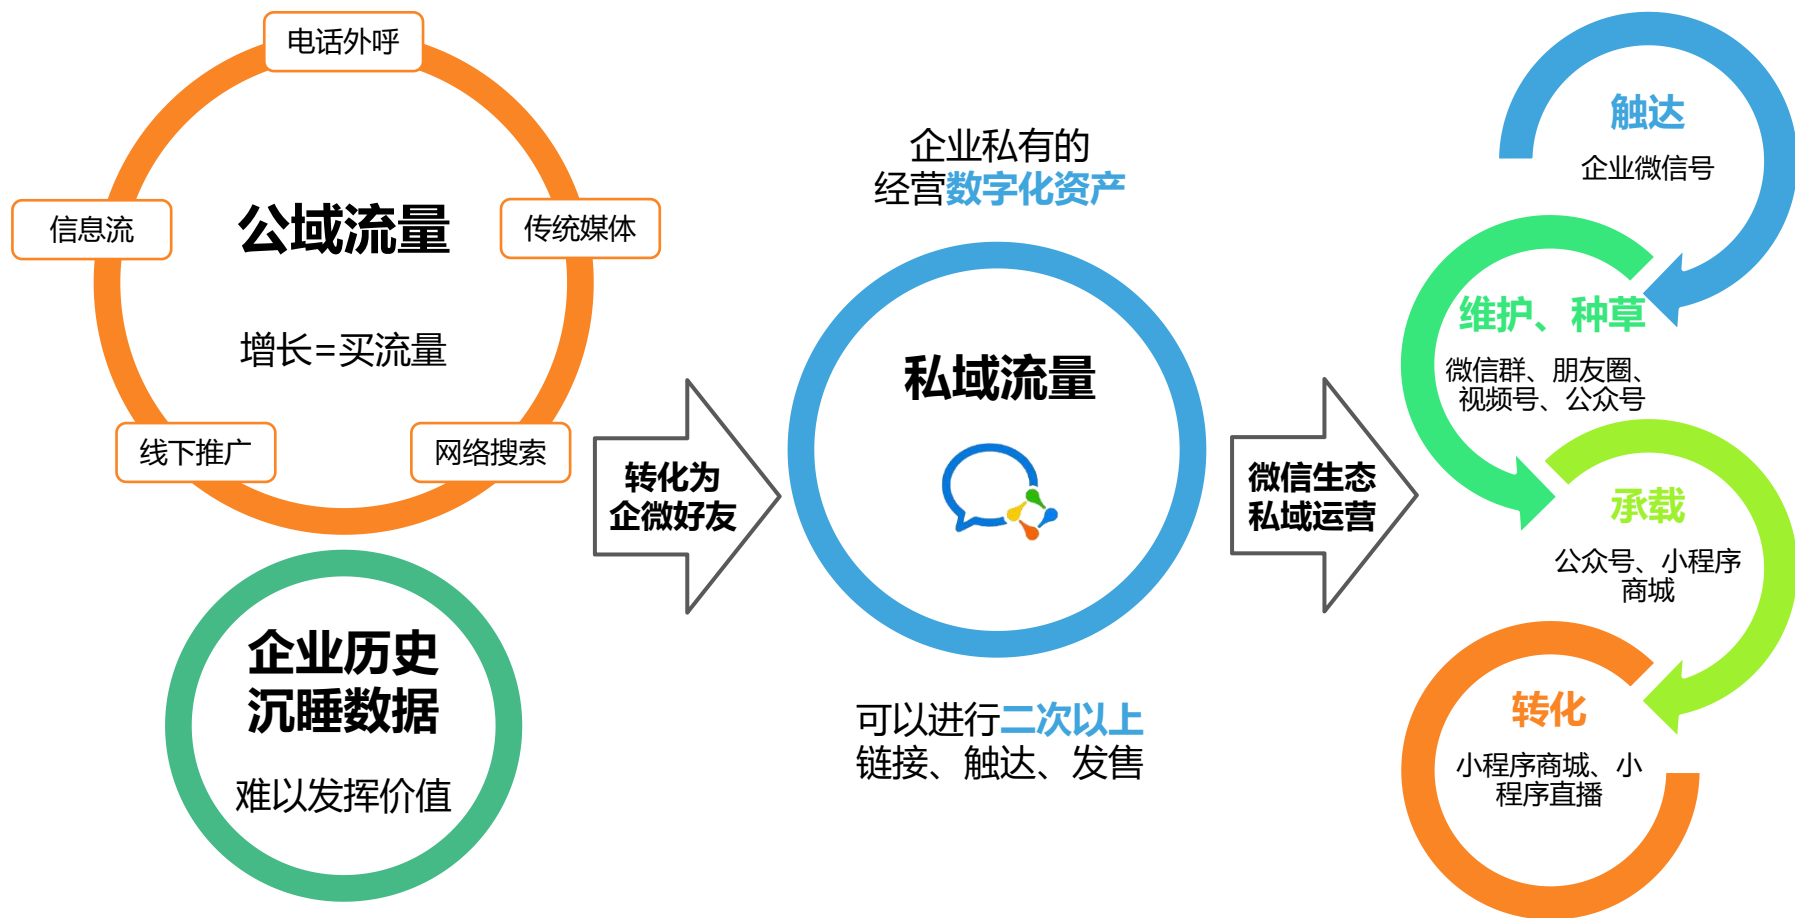 电话外呼
信息流
公域流量
传统媒体
增长=买流量
线下推广
网络搜索
企业历史
沉睡数据
难以发挥价值
转化为
企微好友
企业私有的
经营数字化资产
私域流量
可以进行二次以上
链接、触达、发售
微信生态
私域运营
触达
企业微信号
维护、种草
微信群、朋友圈、
视频号、公众号
承载
公众号、小程序
商城
转化
小程序商城、小
程序直播